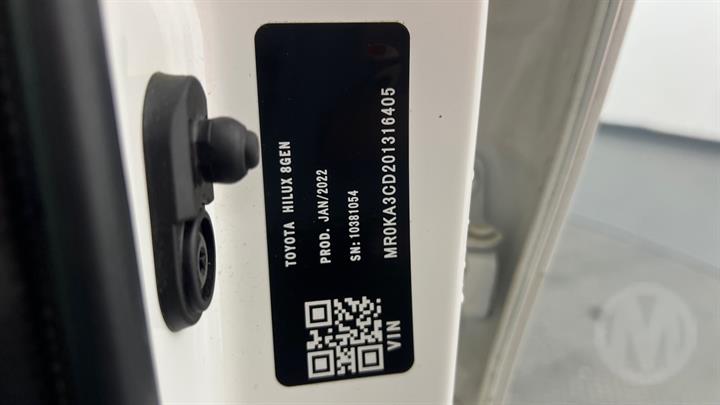 TOYOTA HILUX 8GEN
PROD. JAN/2022
SN:10381054
MR0KA3CD201316405
VIN
M